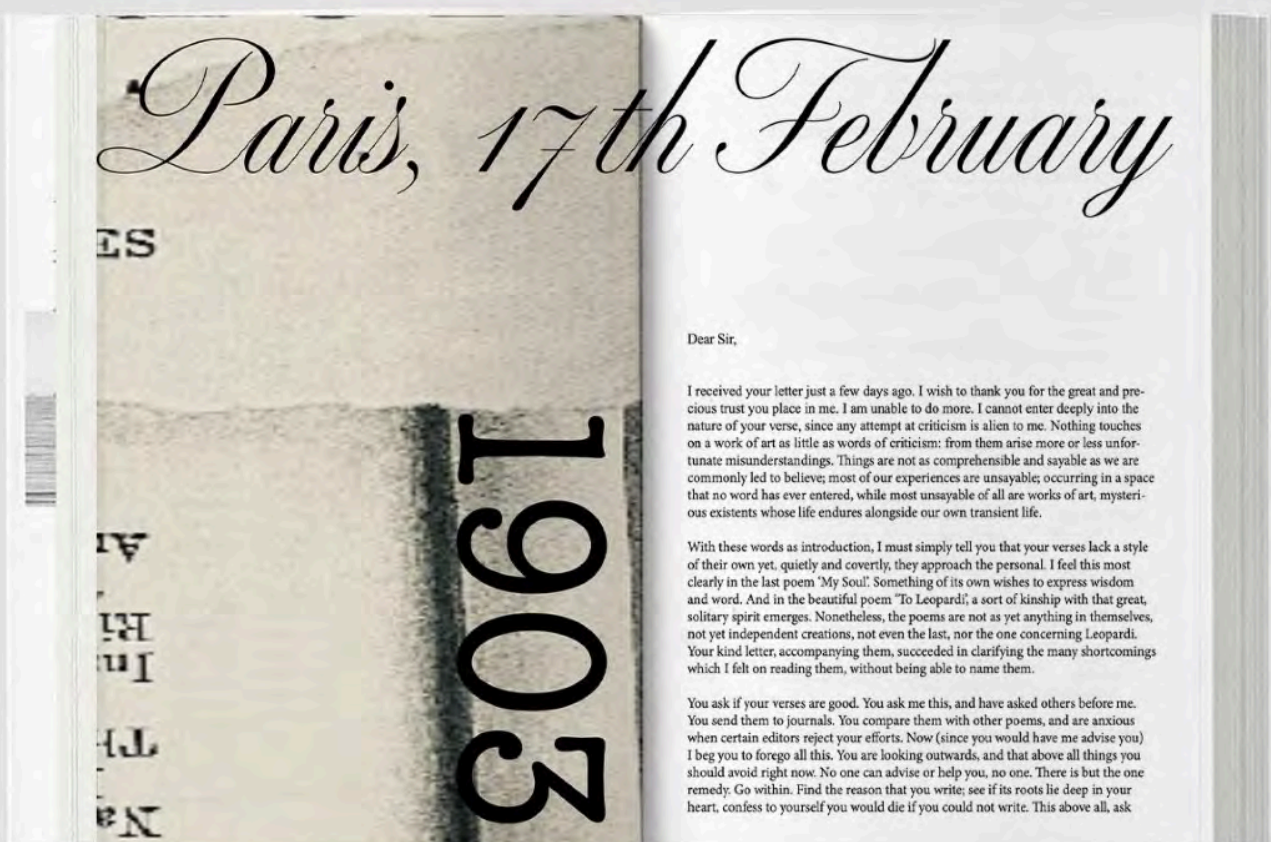 Paris, 17th February
ES
1903
Ar
Ri
Inu
Th
Na
Dear Sir,
I received your letter just a few days ago. I wish to thank you for the great and pre-
cious trust you place in me. I am unable to do more. I cannot enter deeply into the
nature of your verse, since any attempt at criticism is alien to me. Nothing touches
on a work of art as little as words of criticism: from them arise more or less unfor-
tunate misunderstandings. Things are not as comprehensible and sayable as we are
commonly led to believe; most of our experiences are unsayable; occurring in a space
that no word has ever entered, while most unsayable of all are works of art, mysteri-
ous existents whose life endures alongside our own transient life.
With these words as introduction, I must simply tell you that your verses lack a style
of their own yet, quietly and covertly, they approach the personal. I feel this most
clearly in the last poem ‘My Soul’. Something of its own wishes to express wisdom
and word. And in the beautiful poem ‘To Leopardi’, a sort of kinship with that great,
solitary spirit emerges. Nonetheless, the poems are not as yet anything in themselves,
not yet independent creations, not even the last, nor the one concerning Leopardi.
Your kind letter, accompanying them, succeeded in clarifying the many shortcomings
which I felt on reading them, without being able to name them.
You ask if your verses are good. You ask me this, and have asked others before me.
You send them to journals. You compare them with other poems, and are anxious
when certain editors reject your efforts. Now (since you would have me advise you)
I beg you to forego all this. You are looking outwards, and that above all things you
should avoid right now. No one can advise or help you, no one. There is but the one
remedy. Go within. Find the reason that you write; see if its roots lie deep in your
heart, confess to yourself you would die if you could not write. This above all, ask